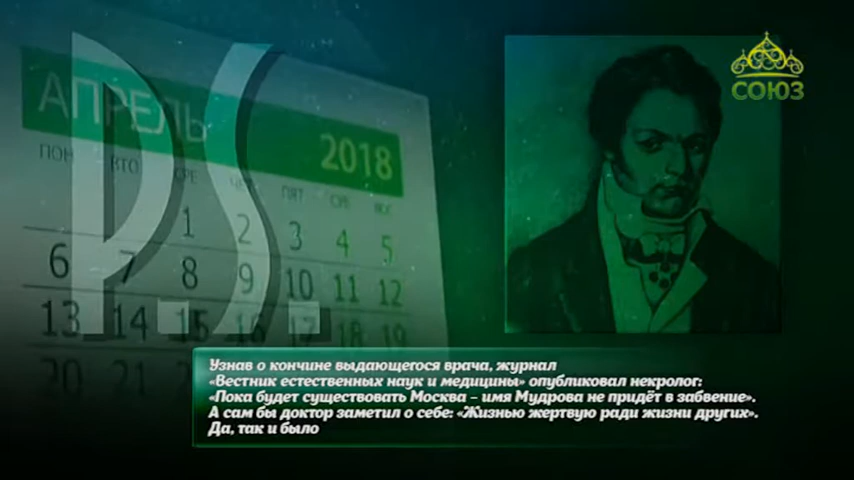 P.S.
АПРЕЛЬ
2018
ПОН ВТО СРЕ ЧЕТ ПЯТ СУБ ВОС
1 2 3 4 5
6 7 8 9 10 11 12
13 14 15 16 17 18 19
20 21 22
СОЮЗ
Узнав о кончине выдающегося врача, журнал
«Вестник естественных наук и медицины» опубликовал некролог:
«Пока будет существовать Москва – имя Мудрова не придёт в забвение».
А сам бы доктор заметил о себе: «Жизнью жертвую ради жизни других».
Да, так и было